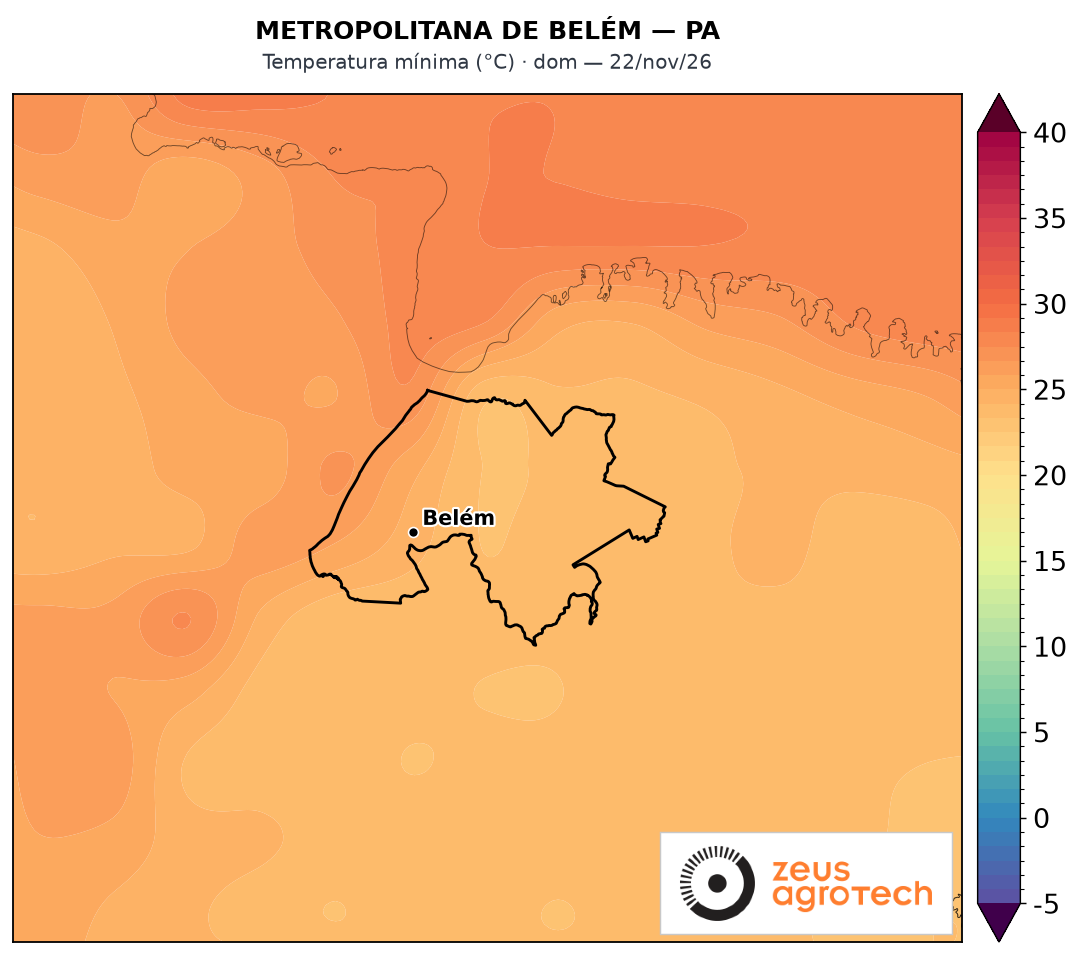 METROPOLITANA DE BELÉM — PA
Temperatura mínima (°C) · dom — 22/nov/26
40
35
30
25
20
15
10
5
0
-5
Belém
zeus
agrotech